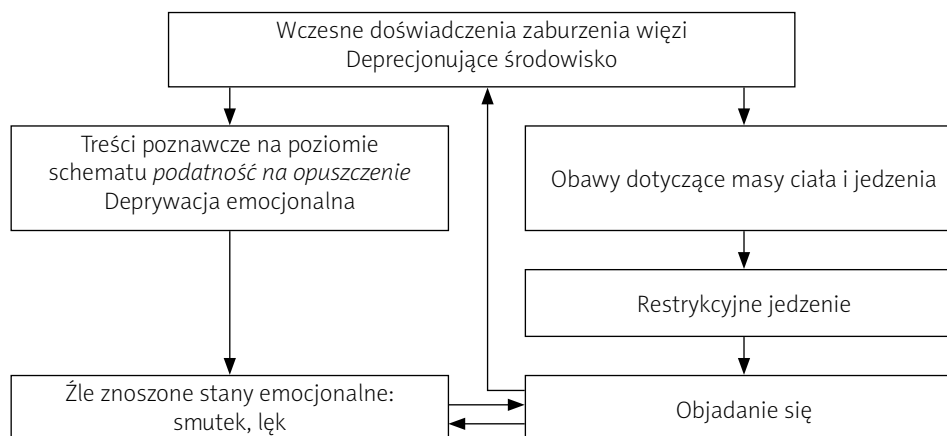 Wczesne doświadczenia zaburzenia więzi
Deprecjonujące środowisko
Treści poznawcze na poziomie
schematu podatność na opuszczenie
Deprywacja emocjonalna
Obawy dotyczące masy ciała i jedzenia
Restrykcyjne jedzenie
Źle znoszone stany emocjonalne:
smutek, lęk
Objadanie się